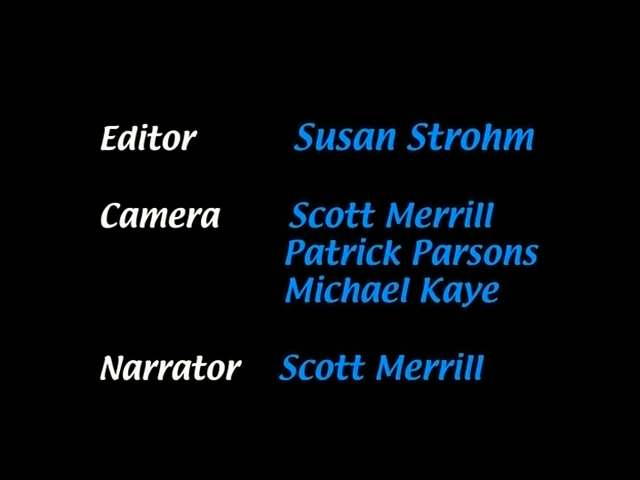 Editor Susan Strohm
Camera Scott Merrill
Patrick Parsons
Michael Kaye
Narrator Scott Merrill